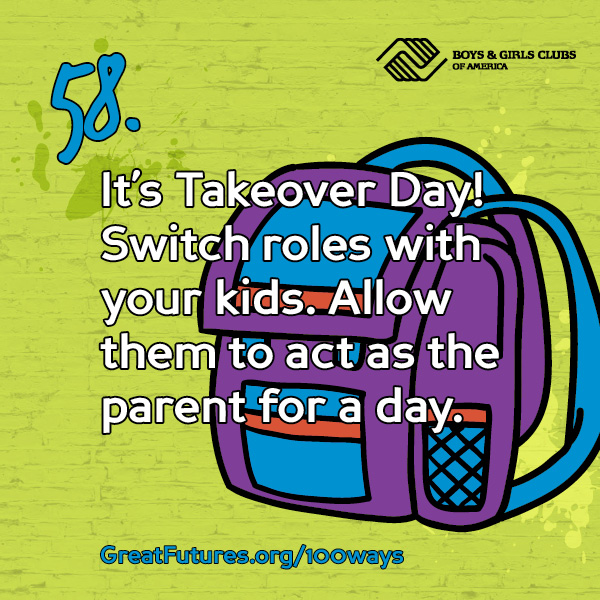 58.
BOYS & GIRLS CLUBS
OF AMERICA
It's Takeover Day!
Switch roles with
your kids. Allow
them to act as the
parent for a day.
GreatFutures.org/100ways